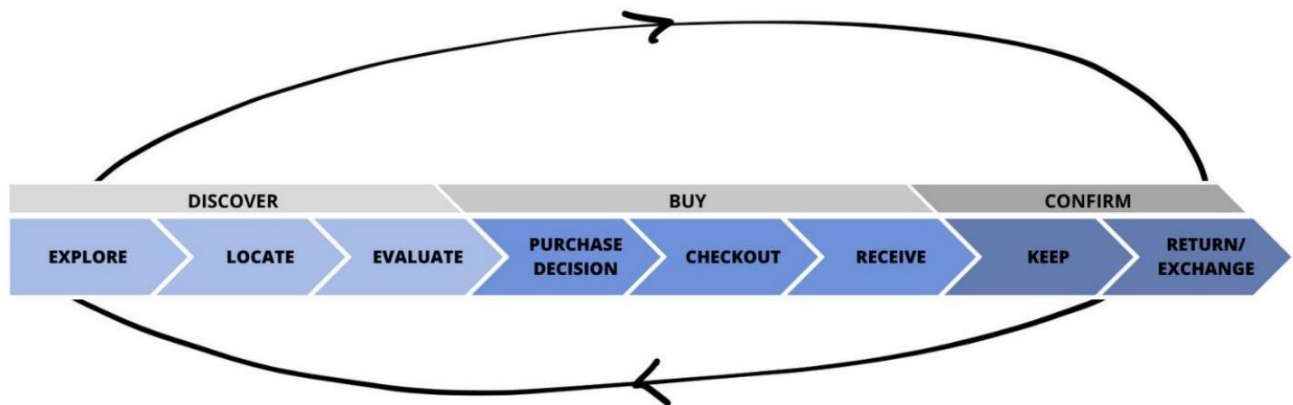 DISCOVER
BUY
CONFIRM
EXPLORE
LOCATE
EVALUATE
PURCHASE
DECISION
CHECKOUT
RECEIVE
KEEP
RETURN/
EXCHANGE